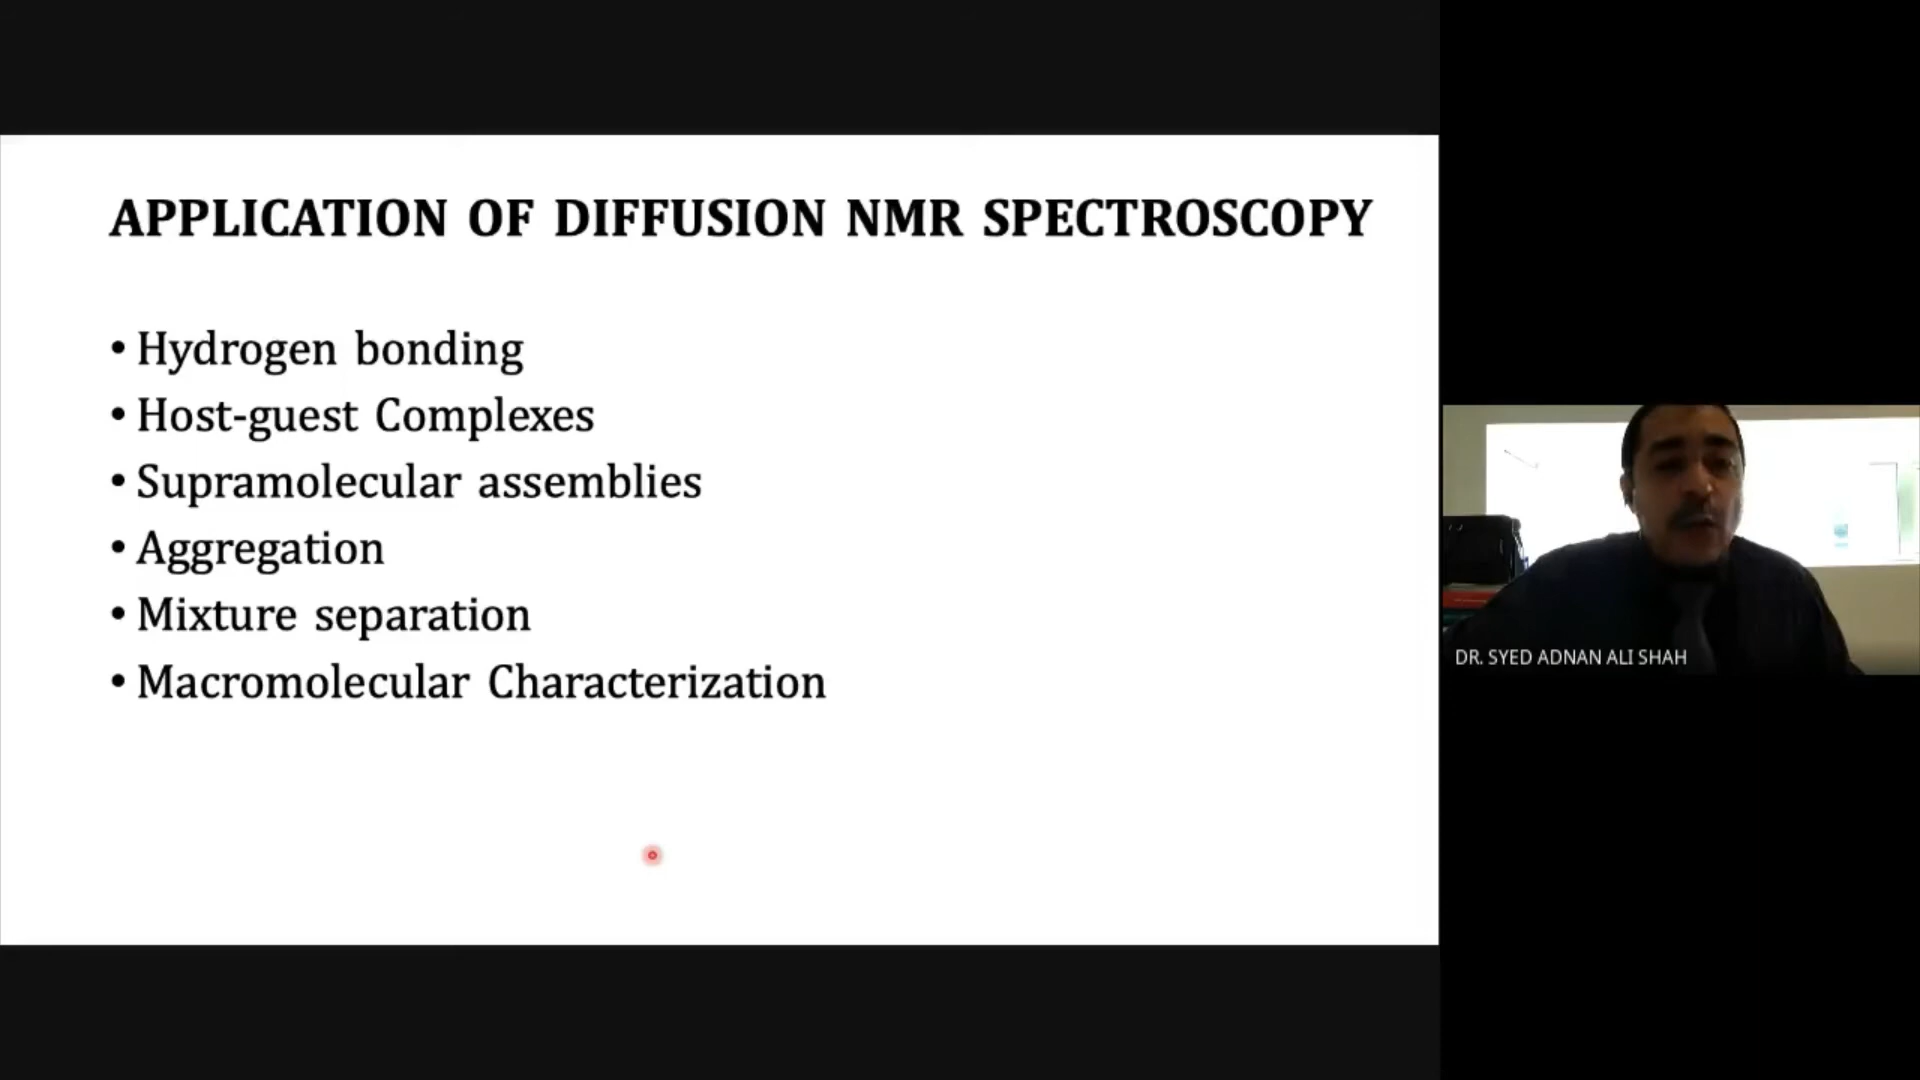 APPLICATION OF DIFFUSION NMR SPECTROSCOPY
• Hydrogen bonding
• Host-guest Complexes
• Supramolecular assemblies
• Aggregation
• Mixture separation
• Macromolecular Characterization
DR. SYED ADNAN ALI SHAH